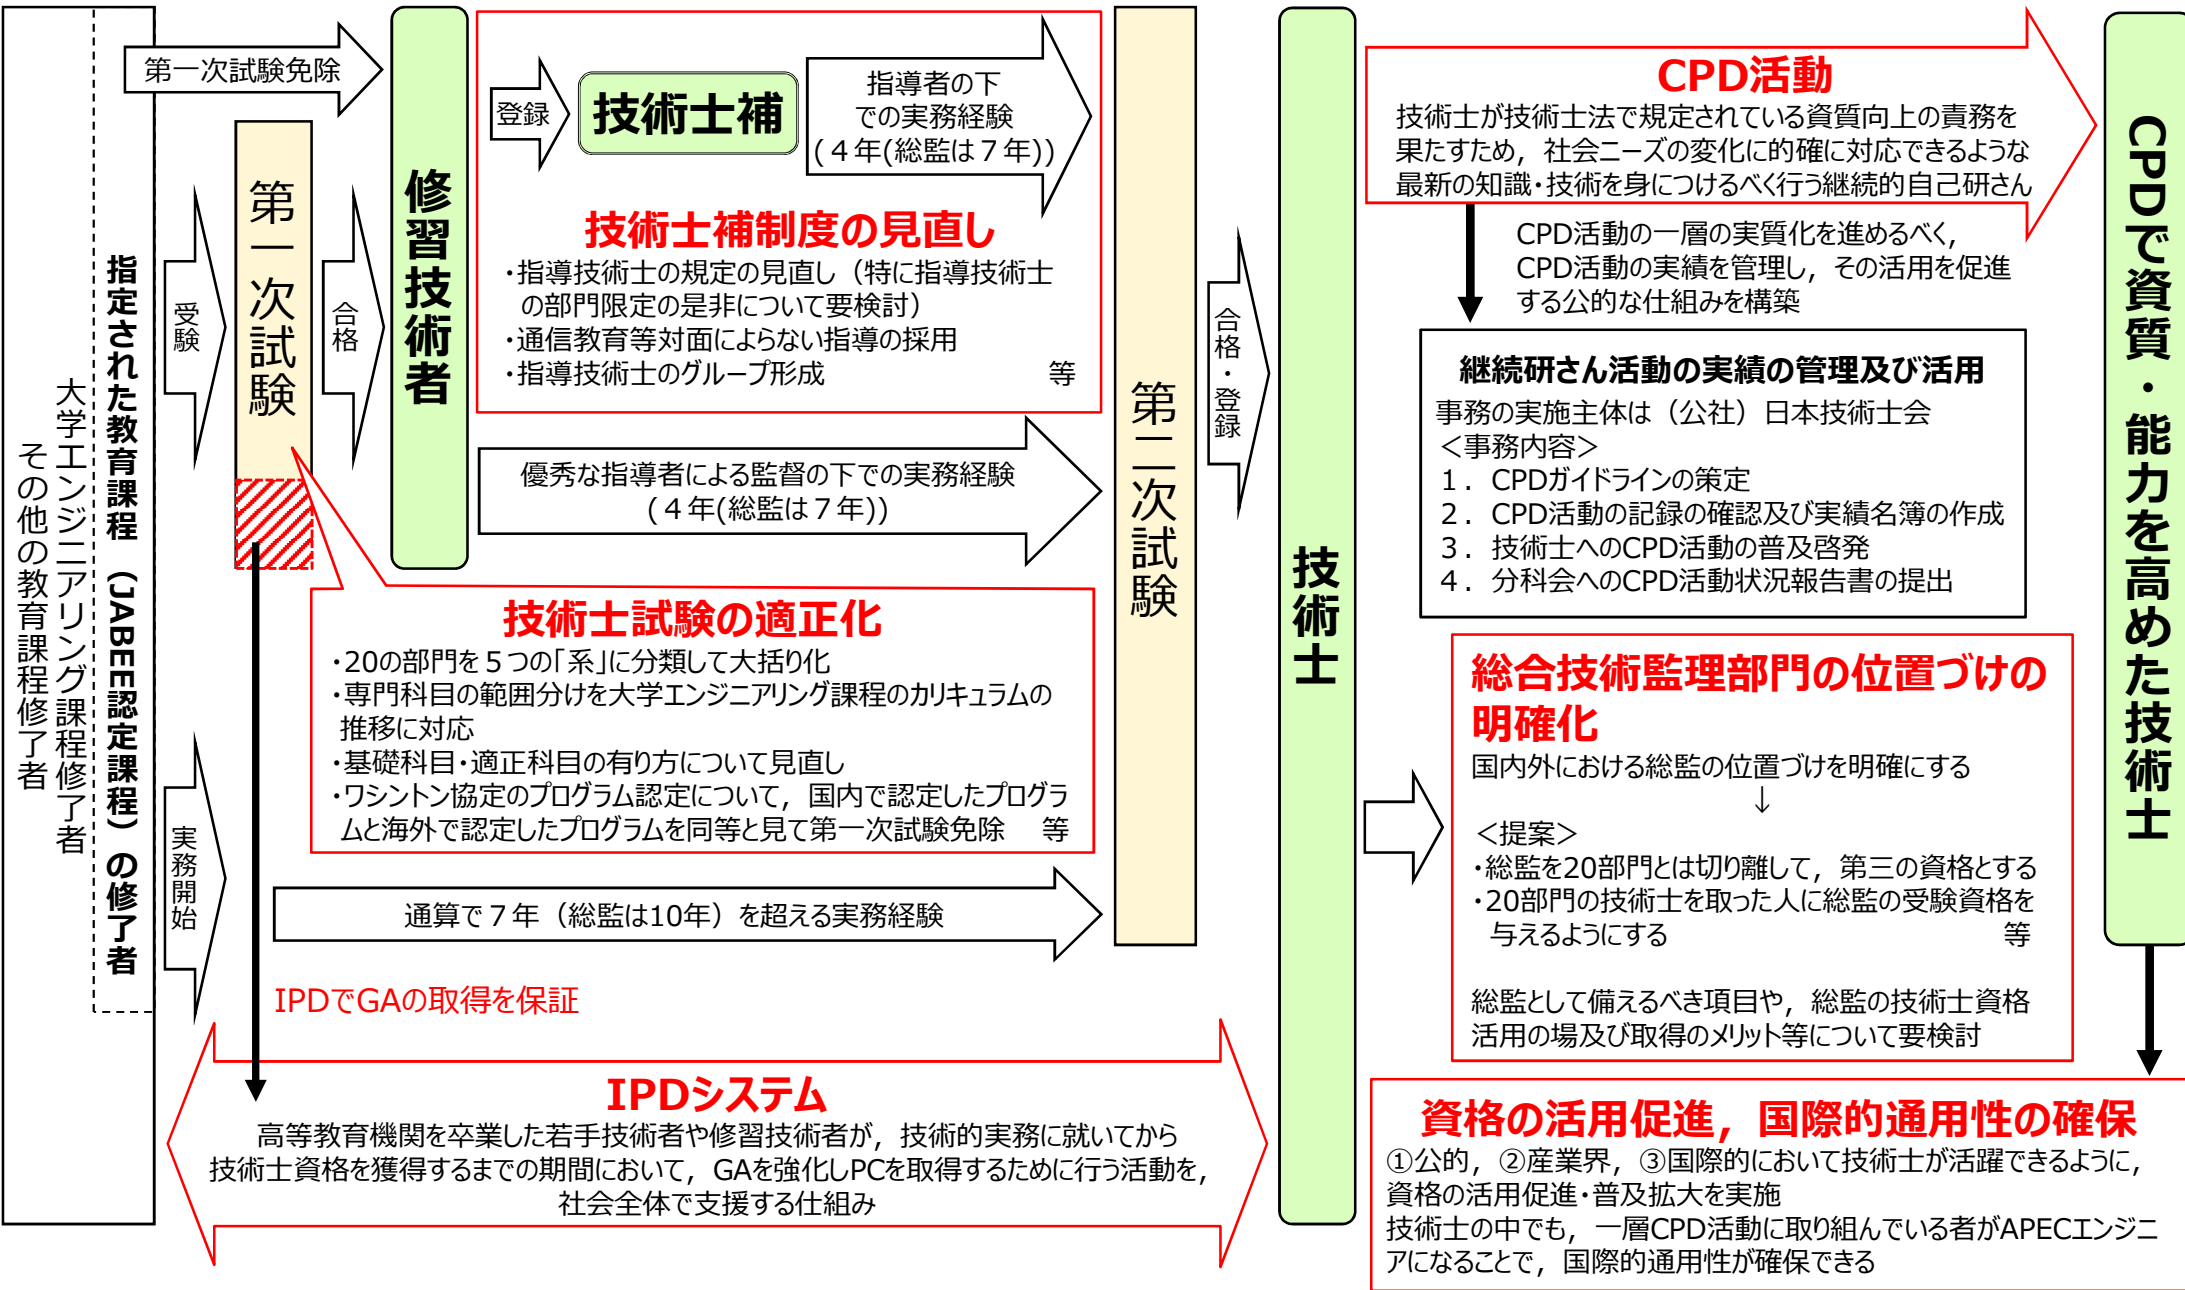 その他の教育課程修了者
大学エンジニアリング課程修了者
指定された教育課程（JABEE認定課程）の修了者
第一次試験免除
受験
第一次試験
合格
実務開始
修習技術者
登録
技術士補
指導者の下
での実務経験
(４年(総監は７年))
技術士補制度の見直し
・指導技術士の規定の見直し（特に指導技術士
の部門限定の是非について要検討）
・通信教育等対面によらない指導の採用
・指導技術士のグループ形成　等
優秀な指導者による監督の下での実務経験
(４年(総監は７年))
技術士試験の適正化
・20の部門を５つの「系」に分類して大括り化
・専門科目の範囲分けを大学エンジニアリング課程のカリキュラムの
推移に対応
・基礎科目・適正科目の有り方について見直し
・ワシントン協定のプログラム認定について，国内で認定したプログラ
ムと海外で認定したプログラムを同等と見て第一次試験免除　等
通算で７年（総監は10年）を超える実務経験
IPDでGAの取得を保証
IPDシステム
高等教育機関を卒業した若手技術者や修習技術者が，技術的実務に就いてから
技術士資格を獲得するまでの期間において，GAを強化しPCを取得するために行う活動を，
社会全体で支援する仕組み
第二次試験
合格・登録
技術士
CPD活動
技術士が技術士法で規定されている資質向上の責務を
果たすため，社会ニーズの変化に的確に対応できるような
最新の知識・技術を身につけるべく行う継続的自己研さん
CPD活動の一層の実質化を進めるべく，
CPD活動の実績を管理し，その活用を促進
する公的な仕組みを構築
継続研さん活動の実績の管理及び活用
事務の実施主体は（公社）日本技術士会
＜事務内容＞
１．CPDガイドラインの策定
２．CPD活動の記録の確認及び実績名簿の作成
３．技術士へのCPD活動の普及啓発
４．分科会へのCPD活動状況報告書の提出
総合技術監理部門の位置づけの
明確化
国内外における総監の位置づけを明確にする
↓
＜提案＞
・総監を20部門とは切り離して，第三の資格とする
・20部門の技術士を取った人に総監の受験資格を
与えるようにする　等
総監として備えるべき項目や，総監の技術士資格
活用の場及び取得のメリット等について要検討
CPDで資質・能力を高めた技術士
資格の活用促進，国際的通用性の確保
①公的，②産業界，③国際的において技術士が活躍できるように，
資格の活用促進・普及拡大を実施
技術士の中でも，一層CPD活動に取り組んでいる者がAPECエンジニ
アになることで，国際的通用性が確保できる